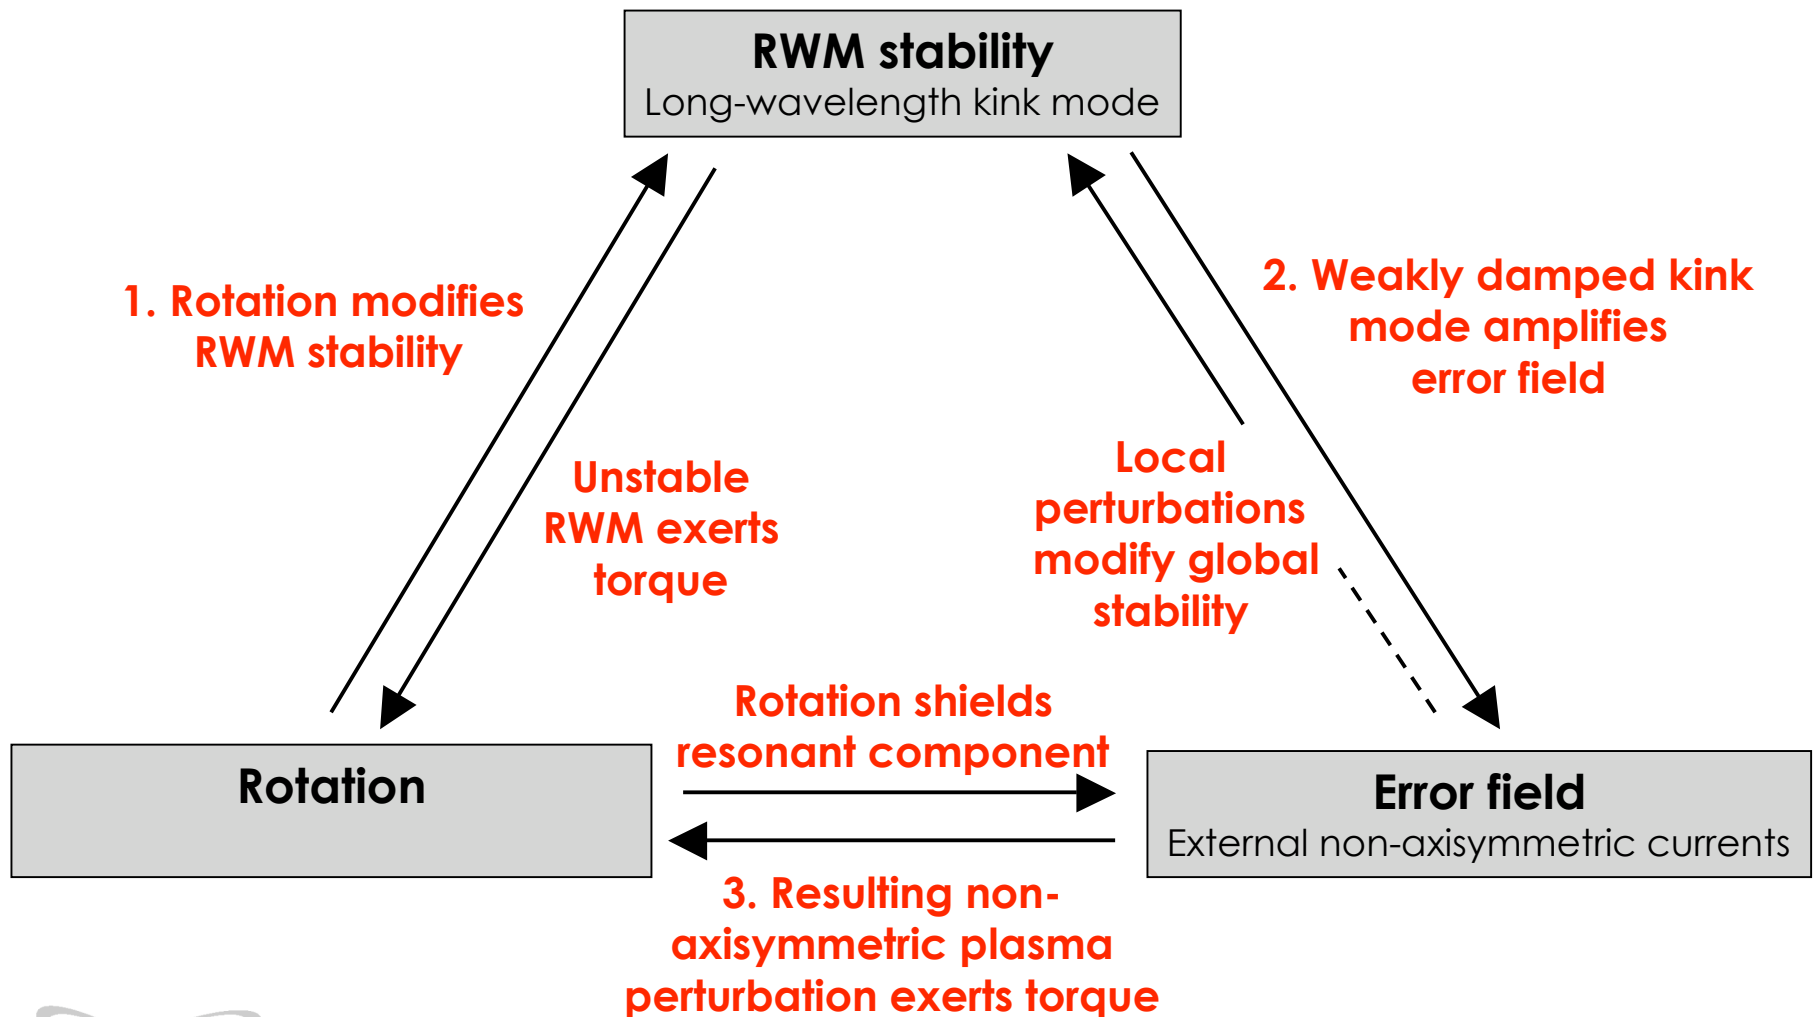 RWM stability
Long-wavelength kink mode
1. Rotation modifies
RWM stability
2. Weakly damped kink
mode amplifies
error field
Unstable
RWM exerts
torque
Local
perturbations
modify global
stability
Rotation shields
resonant component
Rotation
Error field
External non-axisymmetric currents
3. Resulting non-
axisymmetric plasma
perturbation exerts torque